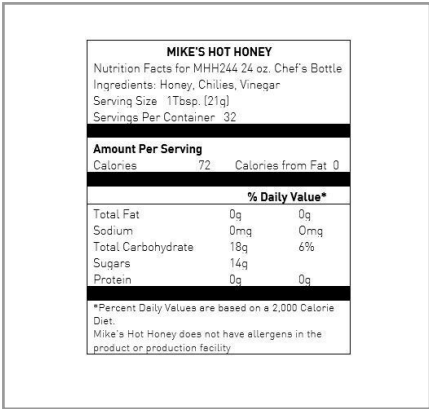 MIKE'S HOT HONEY
Nutrition Facts for MHH244 24 oz. Chef's Bottle
Ingredients: Honey, Chilies, Vinegar
Serving Size 1Tbsp. (21g)
Servings Per Container 32
Amount Per Serving
Calories 72 Calories from Fat 0
% Daily Value*
Total Fat 0g 0g
Sodium 0mg 0mg
Total Carbohydrate 18g 6%
Sugars 14g
Protein 0g 0g
*Percent Daily Values are based on a 2,000 Calorie
Diet.
Mike's Hot Honey does not have allergens in the
product or production facility